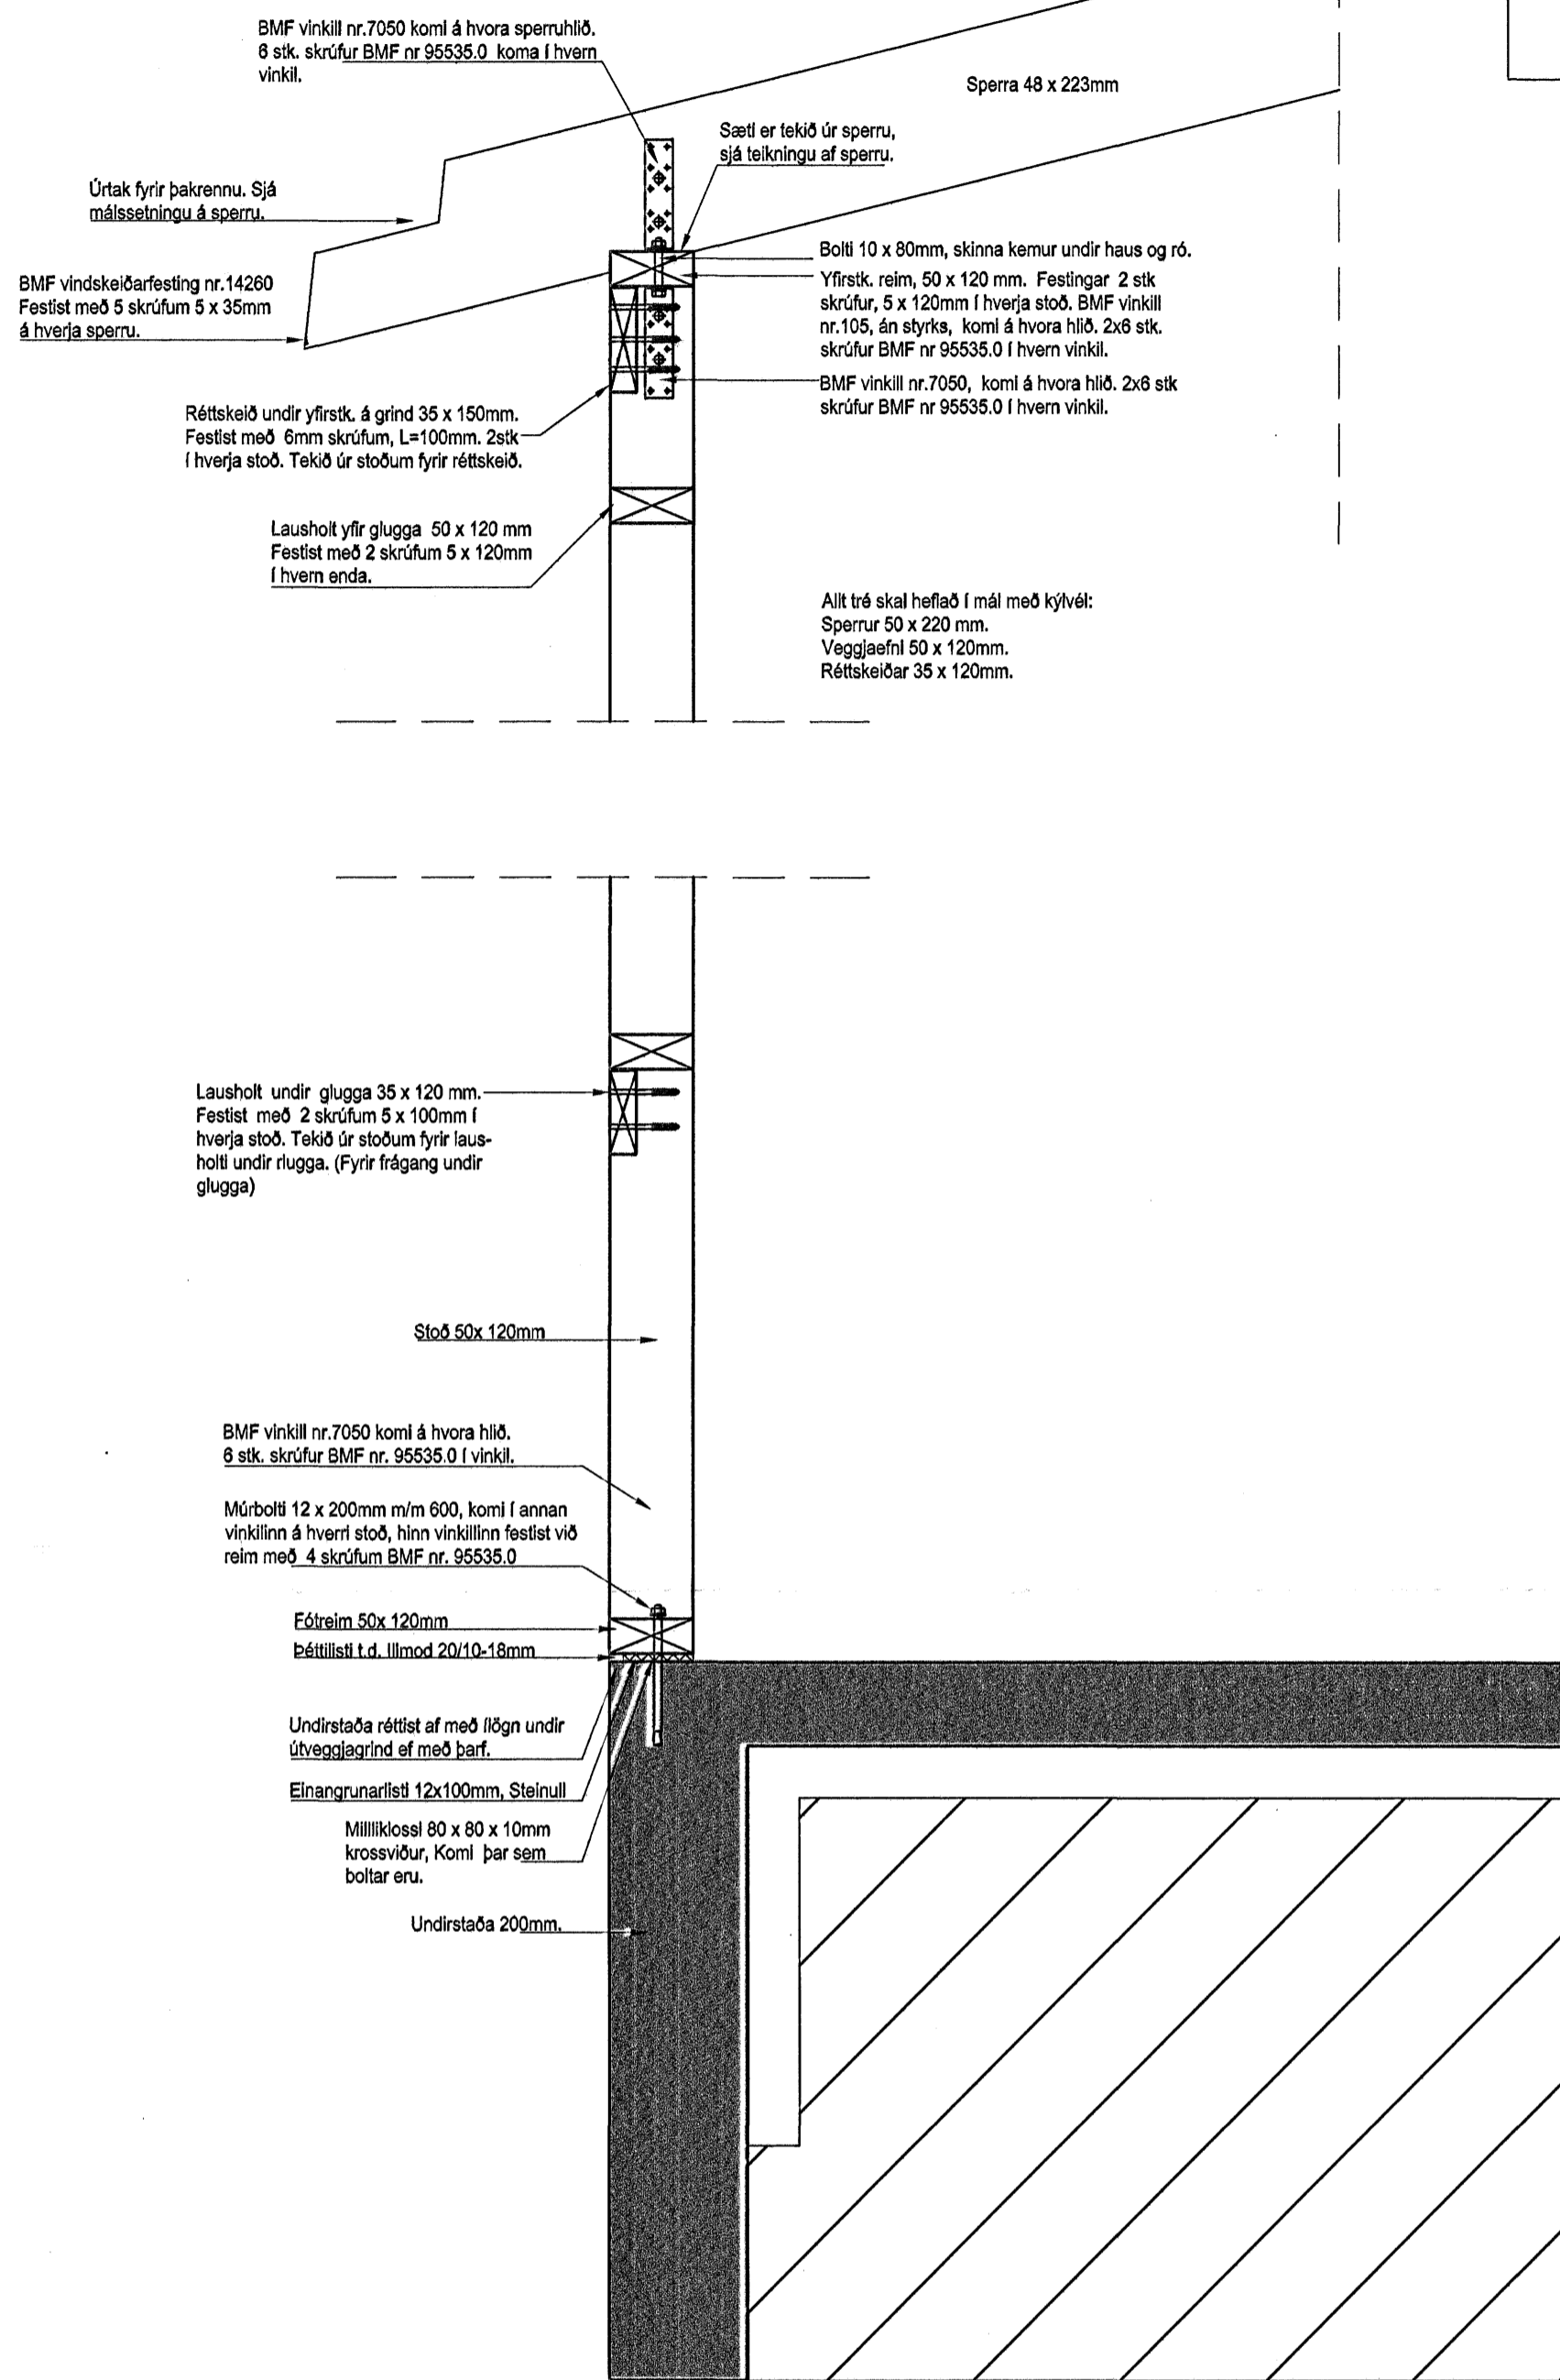 BMF vinkill nr.7050 komi á hvora sperruhlið.
6 stk. skrúfur BMF nr 95535.0 koma í hvern
vinkil.
Sperra 48 x 223mm
Sæti er tekið úr sperru,
sjá teikningu af sperru.
Úrtak fyrir þakrennu. Sjá
málssetningu á sperru.
BMF vindskeiðarfesting nr.14260
Festist með 5 skrúfum 5 x 35mm
á hverja sperru.
Bolti 10 x 80mm, skinna kemur undir haus og ró.
Yfirstk. reim, 50 x 120 mm. Festingar 2 stk
skrúfur, 5 x 120mm í hverja stoð. BMF vinkill
nr.105, án styrks, komi á hvora hlið. 2x6 stk.
skrúfur BMF nr 95535.0 í hvern vinkil.
BMF vinkill nr.7050, komi á hvora hlið. 2x6 stk
skrúfur BMF nr 95535.0 í hvern vinkil.
Réttskeið undir yfirstk. á grind 35 x 150mm.
Festist með 6mm skrúfum, L=100mm. 2stk
í hverja stoð. Tekið úr stoðum fyrir réttskeið.
Lausholt yfir glugga 50 x 120 mm
Festist með 2 skrúfum 5 x 120mm
í hvern enda.
Allt tré skal heflað í mál með kýlvél:
Sperrur 50 x 220 mm.
Veggjaefni 50 x 120mm.
Réttskeiðar 35 x 120mm.
Lausholt undir glugga 35 x 120 mm.
Festist með 2 skrúfum 5 x 100mm í
hverja stoð. Tekið úr stoðum fyrir laus-
holti undir rlugga. (Fyrir frágang undir
glugga)
Stoð 50x 120mm
BMF vinkill nr.7050 komi á hvora hlið.
6 stk. skrúfur BMF nr. 95535.0 í vinkil.
Múrbolti 12 x 200mm m/m 600, komi í annan
vinkilinn á hverri stoð, hinn vinkillinn festist við
reim með 4 skrúfum BMF nr. 95535.0
Fótreim 50x 120mm
Þéttilisti t.d. Illmod 20/10-18mm
Undirstaða réttist af með flögn undir
útveggjagrind ef með þarf.
Einangrunarlisti 12x100mm, Steinull
Milliklossi 80 x 80 x 10mm
krossviður, Komi þar sem
boltar eru.
Undirstaða 200mm.